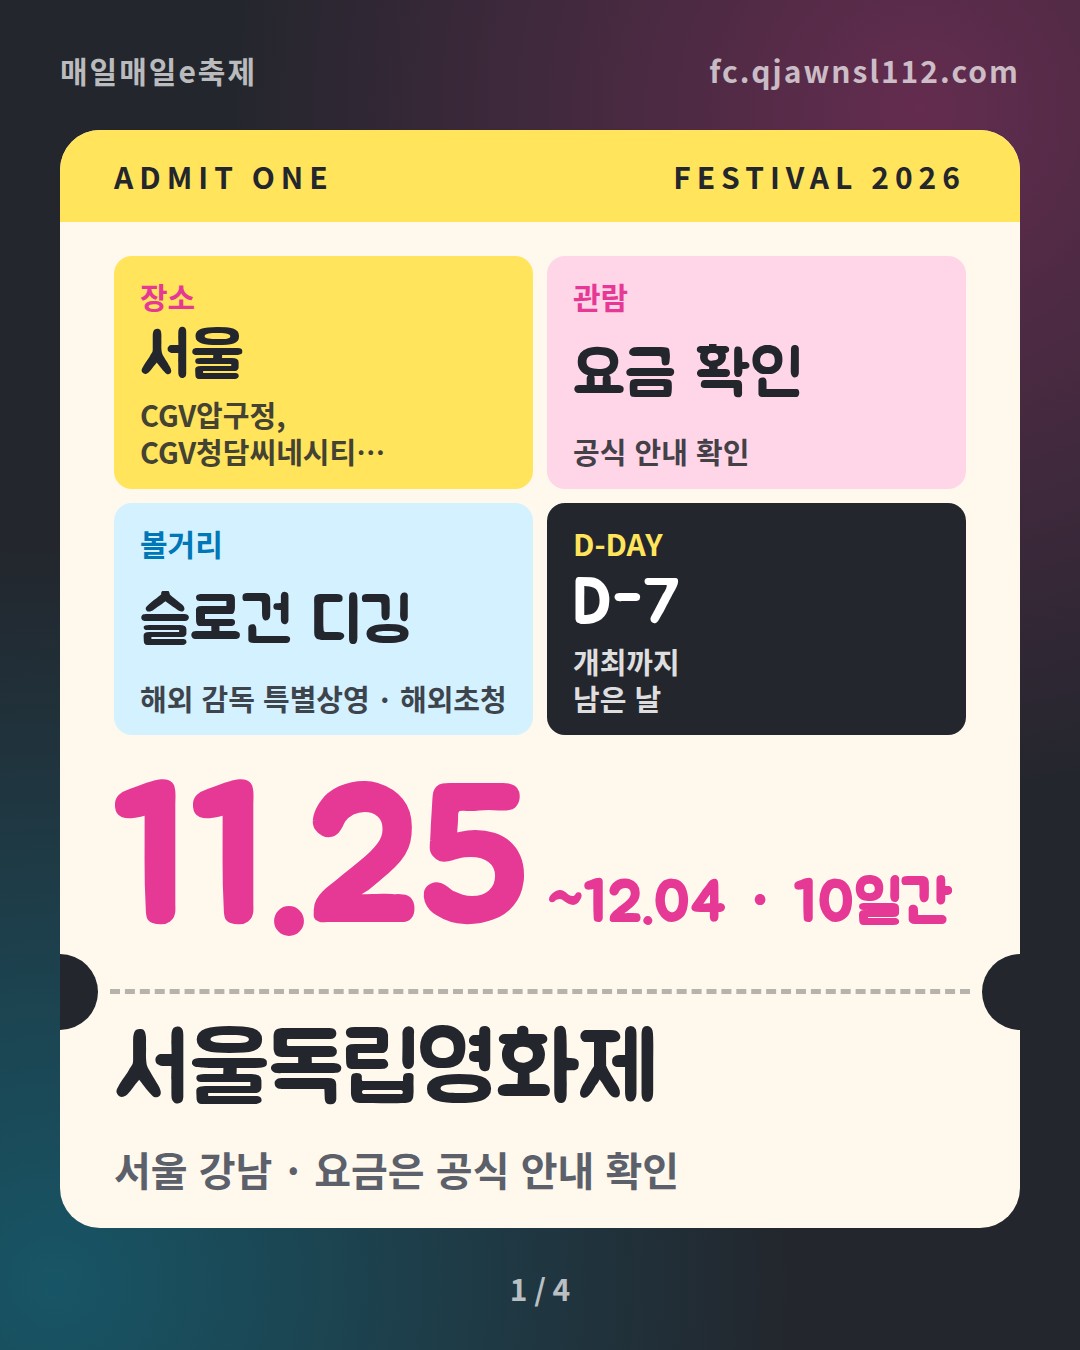 매일매일e축제
fc.qjawnsl112.com
ADMIT ONE
FESTIVAL 2026
장소
서울
CGV압구정,
CGV청담씨네시티…
관람
요금 확인
공식 안내 확인
볼거리
슬로건 디깅
해외 감독 특별상영 · 해외초청
D-DAY
D-7
개최까지
남은 날
11.25
~12.04 · 10일간
서울독립영화제
서울 강남 · 요금은 공식 안내 확인
1 / 4